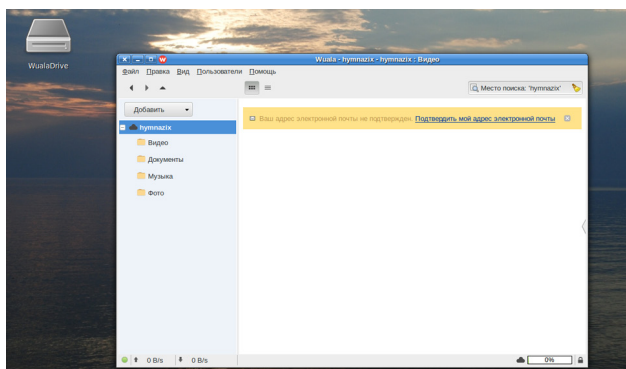 WualaDrive
Wuala - hymnazix - hymnazix : Видео
Файл Правка Вид Пользователи Помощь
Место поиска: 'hymnazix'
Добавить
Ваш адрес электронной почты не подтвержден. Подтвердить мой адрес электронной почты
hymnazix
Видео
Документы
Музыка
Фото
0 B/s 0 B/s
0%